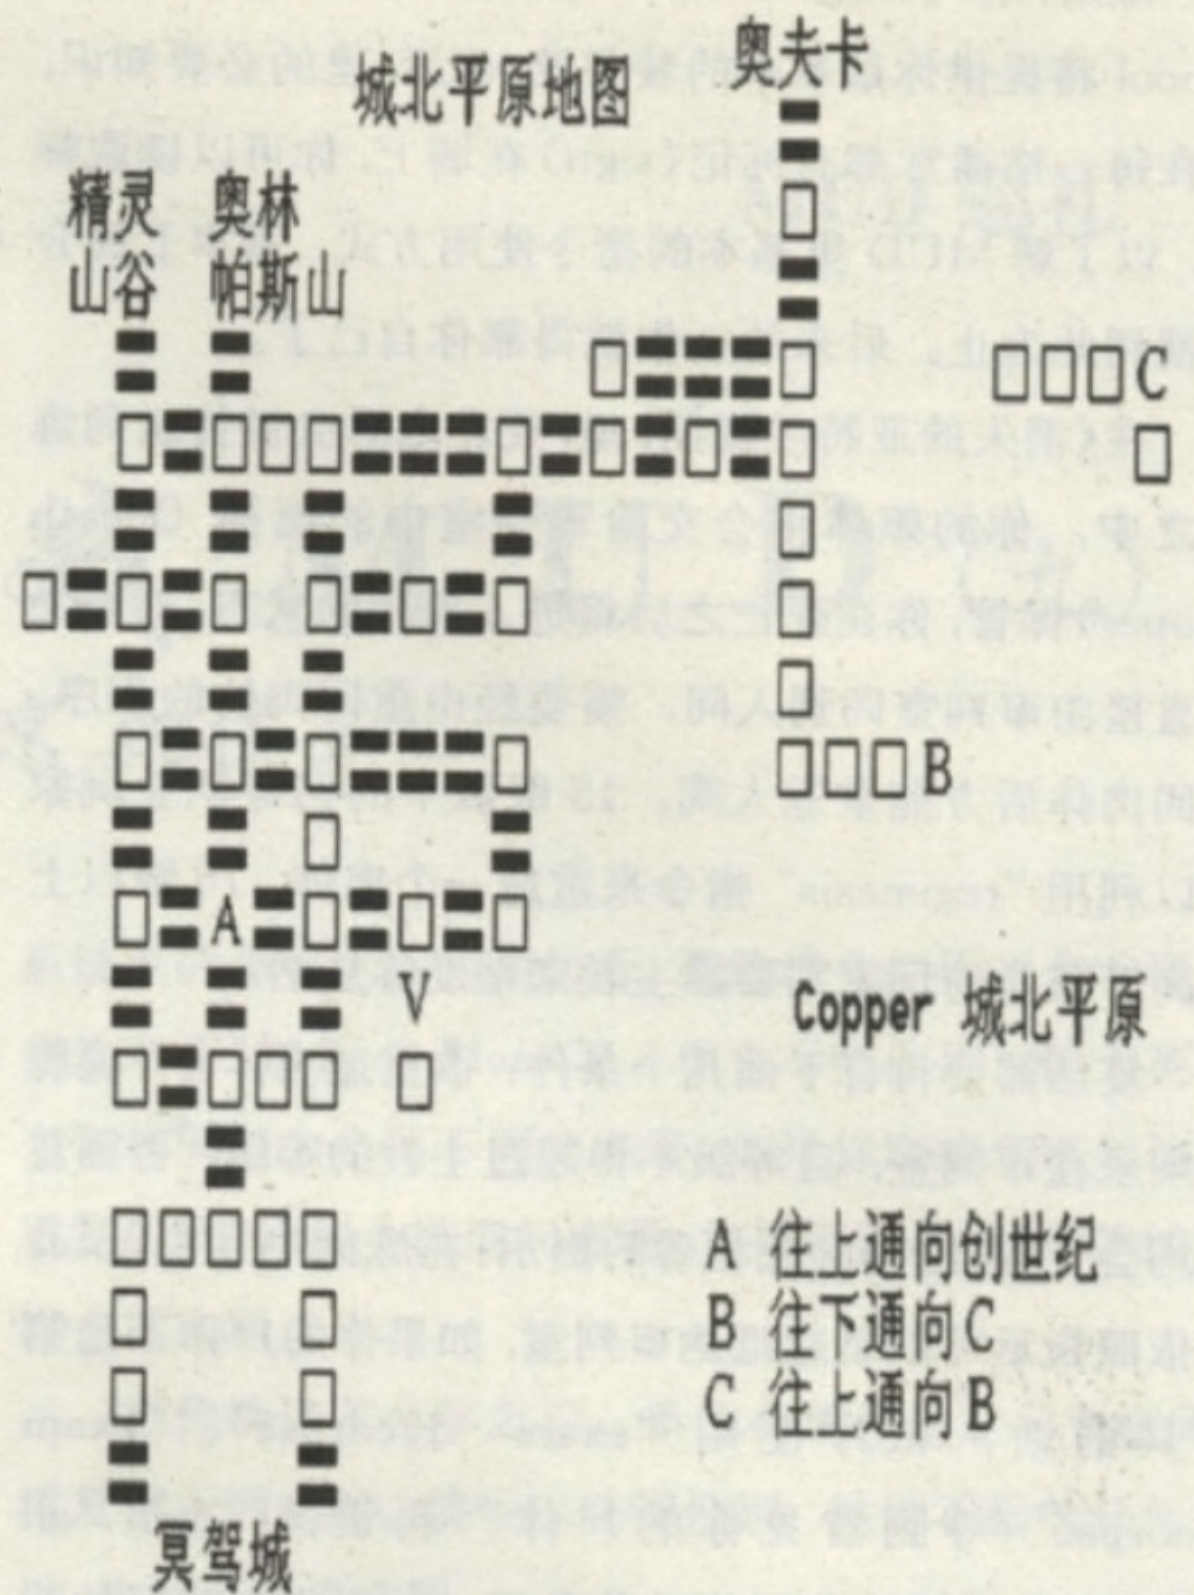 奥夫卡
城北平原地图
精灵 奥林
山谷 帕斯山
C
B
A
V
Copper 城北平原
A 往上通向创世纪
B 往下通向C
C 往上通向B
冥驾城